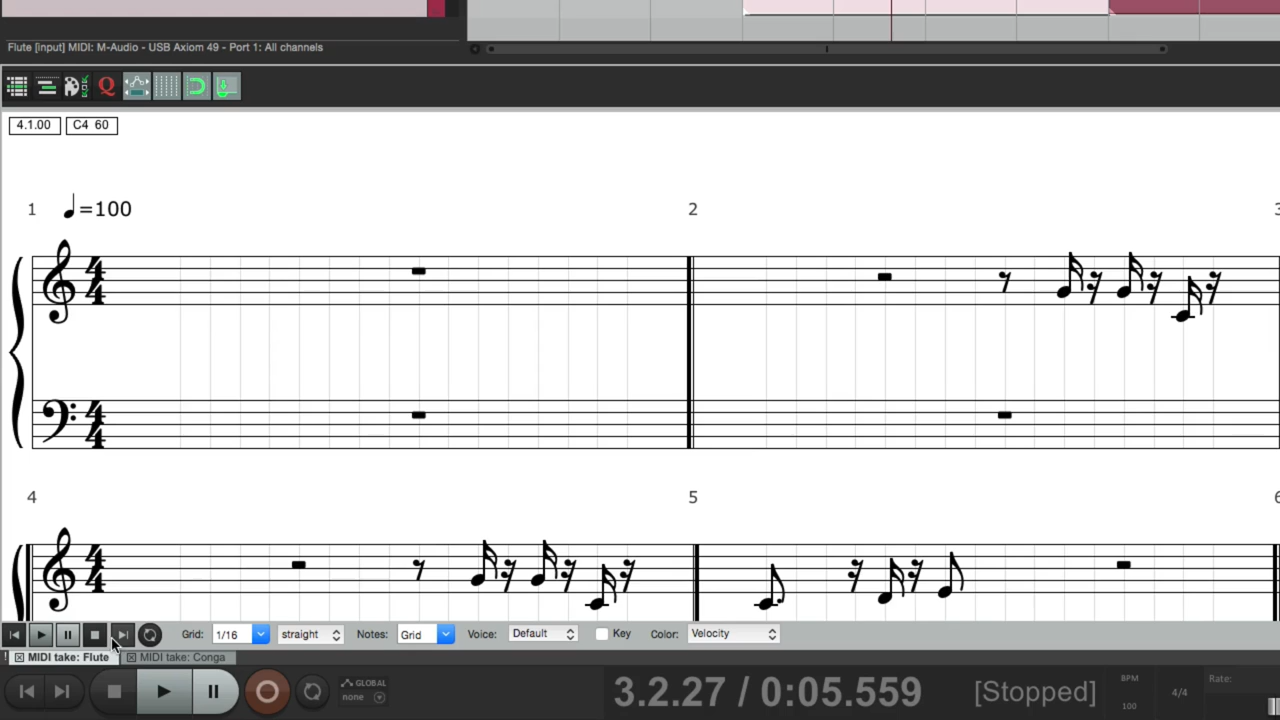 Flute [input] MIDI: M-Audio - USB Axiom 49 - Port 1: All channels
Q
4.1.00 C4 60
1 =100 2 3
4 5 6
Grid: 1/16 straight Notes: Grid Voice: Default Key Color: Velocity
MIDI take: Flute MIDI take: Conga
GLOBAL
none
3.2.27 / 0:05.559 [Stopped]
BPM
100
4/4
Rate: